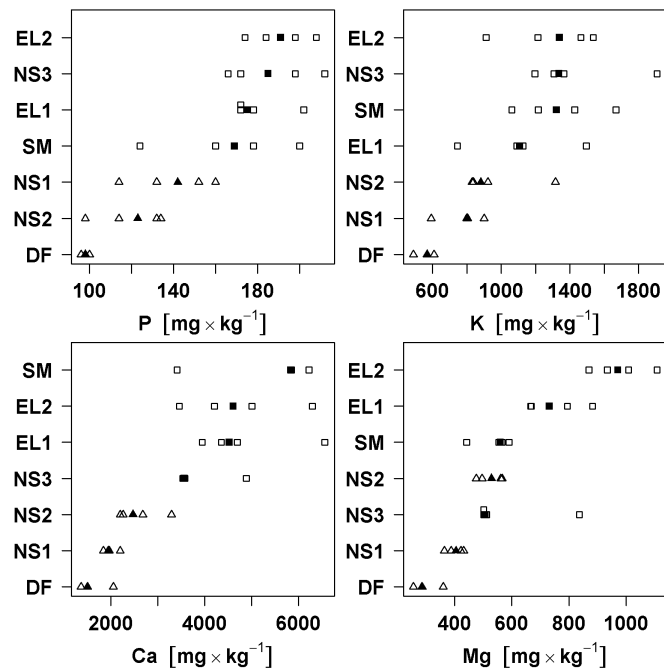 EL2
NS3
EL1
SM
NS1
NS2
DF
100 140 180
P [mg × kg⁻¹]
EL2
NS3
SM
EL1
NS2
NS1
DF
600 1000 1400 1800
K [mg × kg⁻¹]
SM
EL2
EL1
NS3
NS2
NS1
DF
2000 4000 6000
Ca [mg × kg⁻¹]
EL2
EL1
SM
NS2
NS3
NS1
DF
400 600 800 1000
Mg [mg × kg⁻¹]